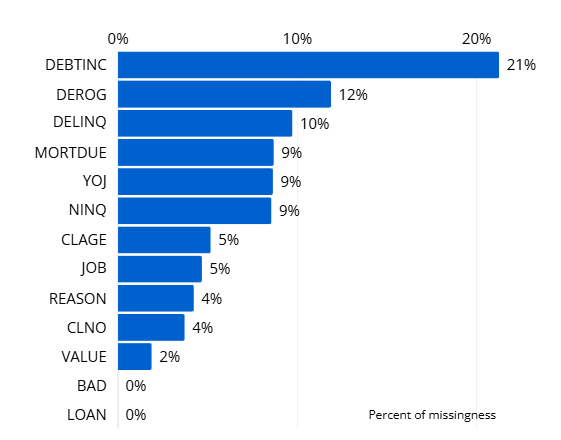 0% 10% 20%
DEBTINC 21%
DEROG 12%
DELINQ 10%
MORTDUE 9%
YOJ 9%
NINQ 9%
CLAGE 5%
JOB 5%
REASON 4%
CLNO 4%
VALUE 2%
BAD 0%
LOAN 0% Percent of missingness